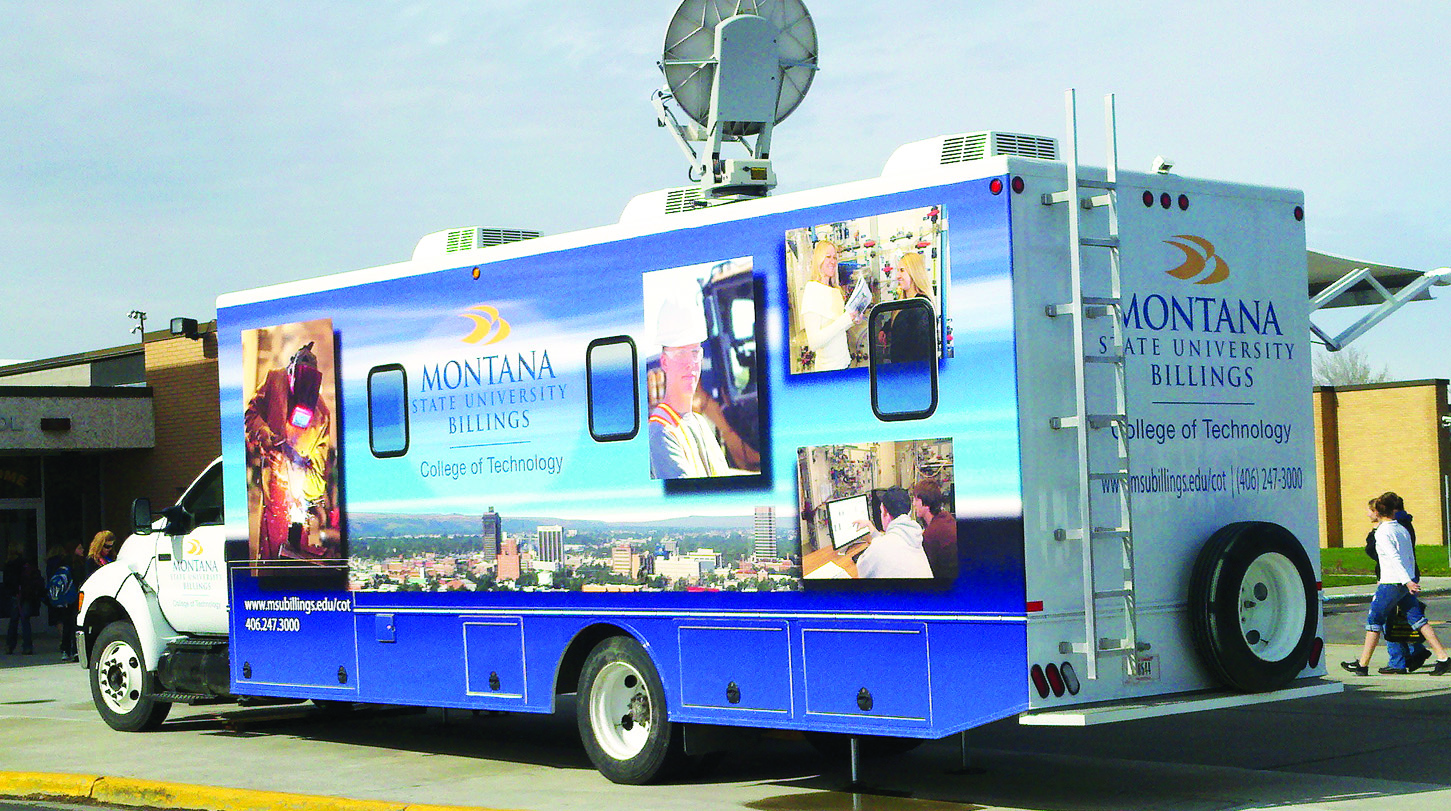 MONTANA
STATE UNIVERSITY
BILLINGS
College of Technology
www.msubillings.edu/cot
406.247.3000
MONTANA
STATE UNIVERSITY
BILLINGS
College of Technology
MONTANA
STATE UNIVERSITY
BILLINGS
College of Technology
www.msubillings.edu/cot | (406) 247-3000